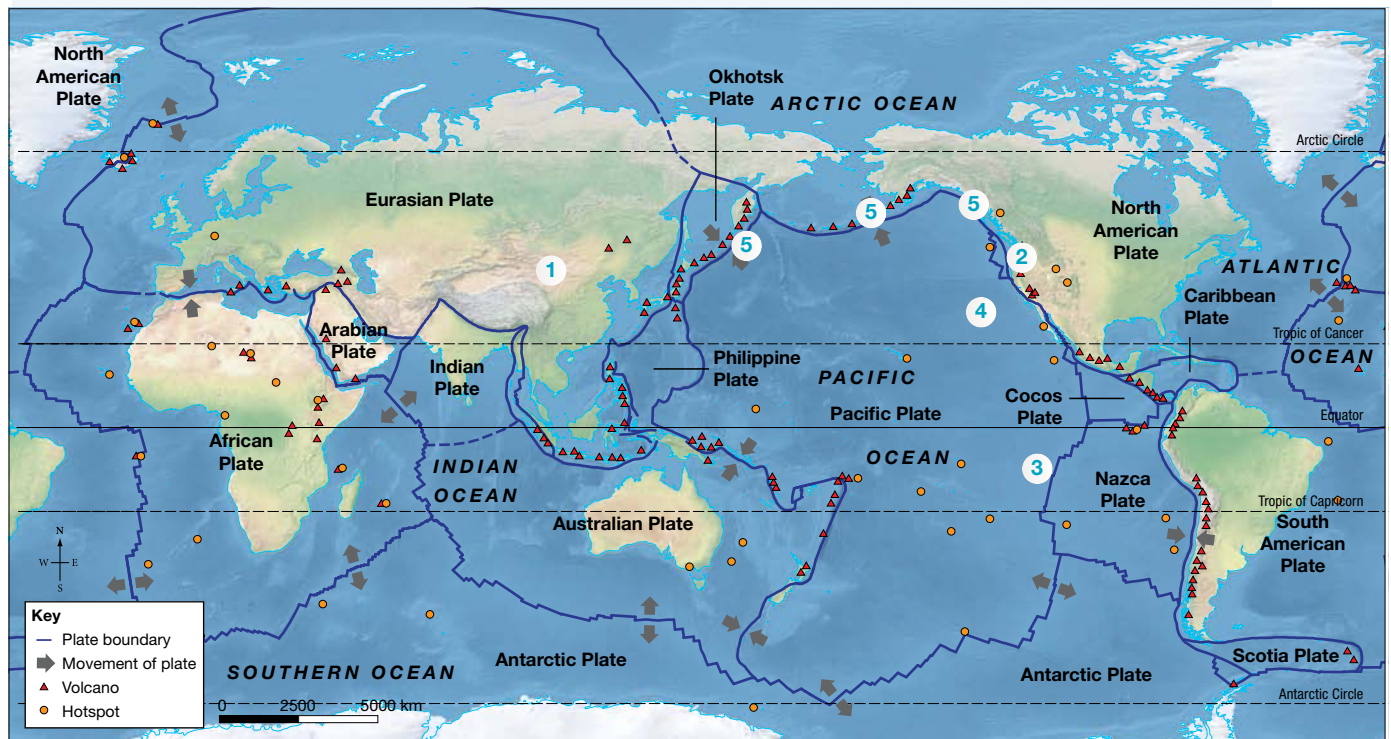 North
American
Plate
Okhotsk
Plate
ARCTIC OCEAN
Arctic Circle
Eurasian Plate
5
5
5
North
American
Plate
1
2
ATLANTIC
OCEAN
Caribbean
Plate
4
Arabian
Plate
Indian
Plate
Philippine
Plate
PACIFIC
OCEAN
Tropic of Cancer
Pacific Plate
Cocos
Plate
Equator
African
Plate
INDIAN
OCEAN
3
Nazca
Plate
Tropic of Capricorn
South
American
Plate
Australian Plate
N
W E
S
Key
Plate boundary
Movement of plate
Volcano
Hotspot
SOUTHERN OCEAN
Antarctic Plate
Antarctic Plate
Scotia Plate
Antarctic Circle
0 2500 5000 km